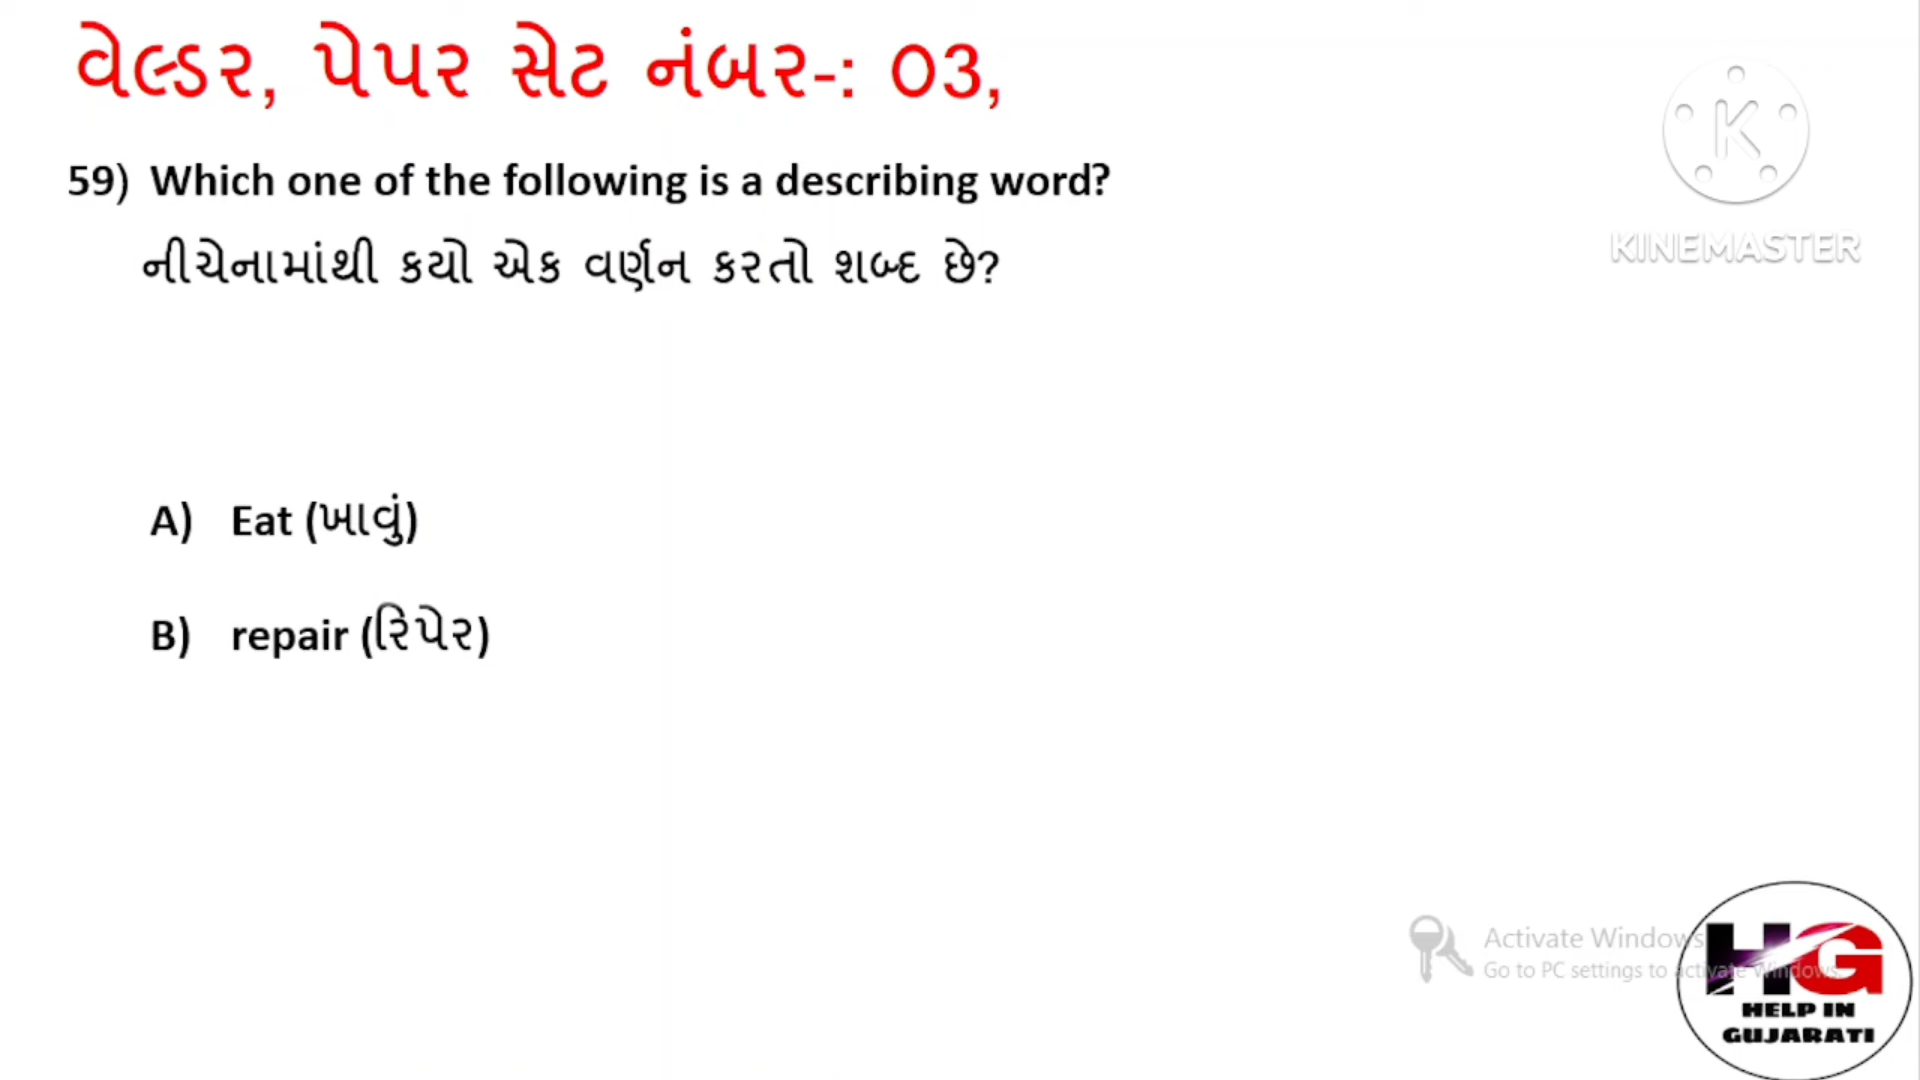 વેલ્ડર, પેપર સેટ નંબર-: 03,
59) Which one of the following is a describing word?
નીચેનામાંથી કયો એક વર્ણન કરતો શબ્દ છે?
A) Eat (ખાવું)
B) repair (રિપેર)
K
KINEMASTER
Activate Windows
Go to PC settings to activate Windows.
HG
HELP IN
GUJARATI